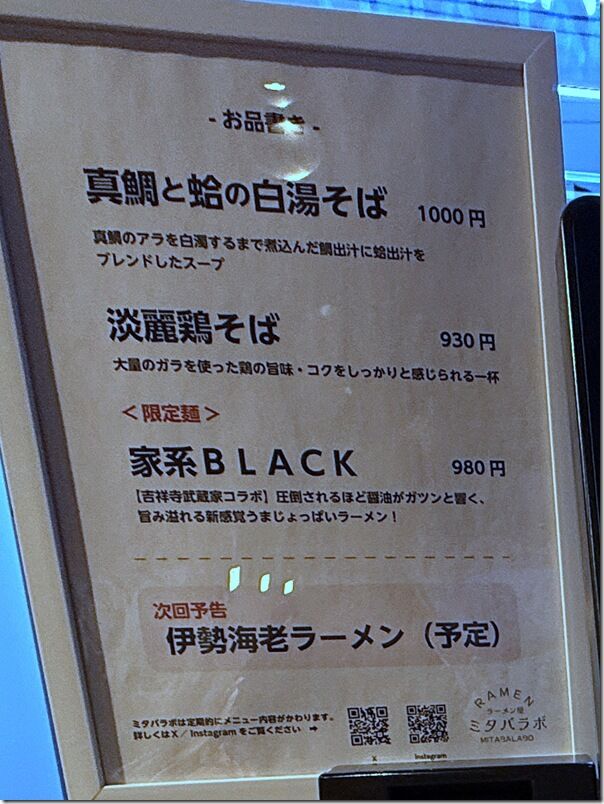 - お品書き -
真鯛と蛤の白湯そば 1000円
真鯛のアラを白濁するまで煮込んだ鯛出汁に蛤出汁を
ブレンドしたスープ
淡麗鶏そば 930円
大量のガラを使った鶏の旨味・コクをしっかりと感じられる一杯
＜限定麺＞
家系BLACK 980円
【吉祥寺武蔵家コラボ】圧倒されるほど醤油がガツンと響く、
旨み溢れる新感覚うまじょっぱいラーメン！
次回予告
伊勢海老ラーメン（予定）
ミタバラボは定期的にメニュー内容がかわります。
詳しくはX／Instagramをご覧ください ➡
X
Instagram
RAMEN
ラーメン屋
ミタバラボ
MITABALABO